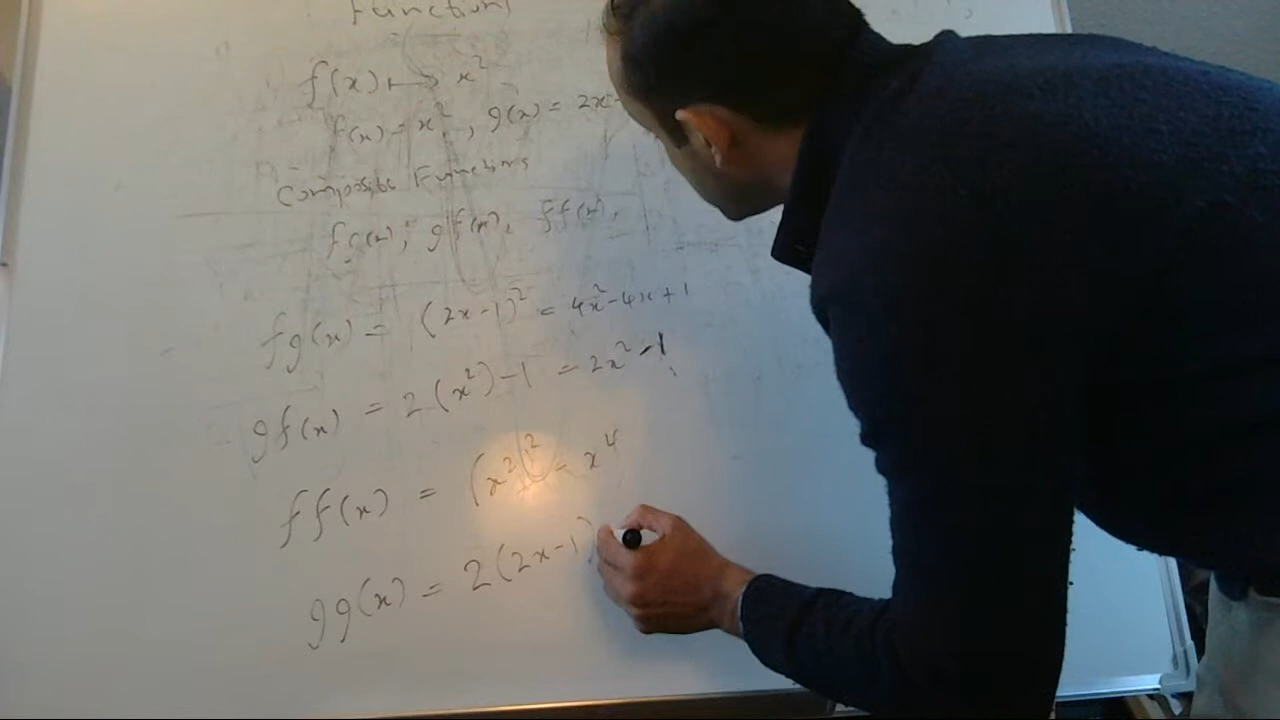 Function
f(x) ↦ x²
f(x) = x², g(x) = 2x-
Composite Functions
fg(x), gf(x), ff(x),
fg(x) = (2x-1)² = 4x²-4x+1
gf(x) = 2(x²)-1 = 2x²-1
ff(x) = (x²)² = x⁴
gg(x) = 2(2x-1)